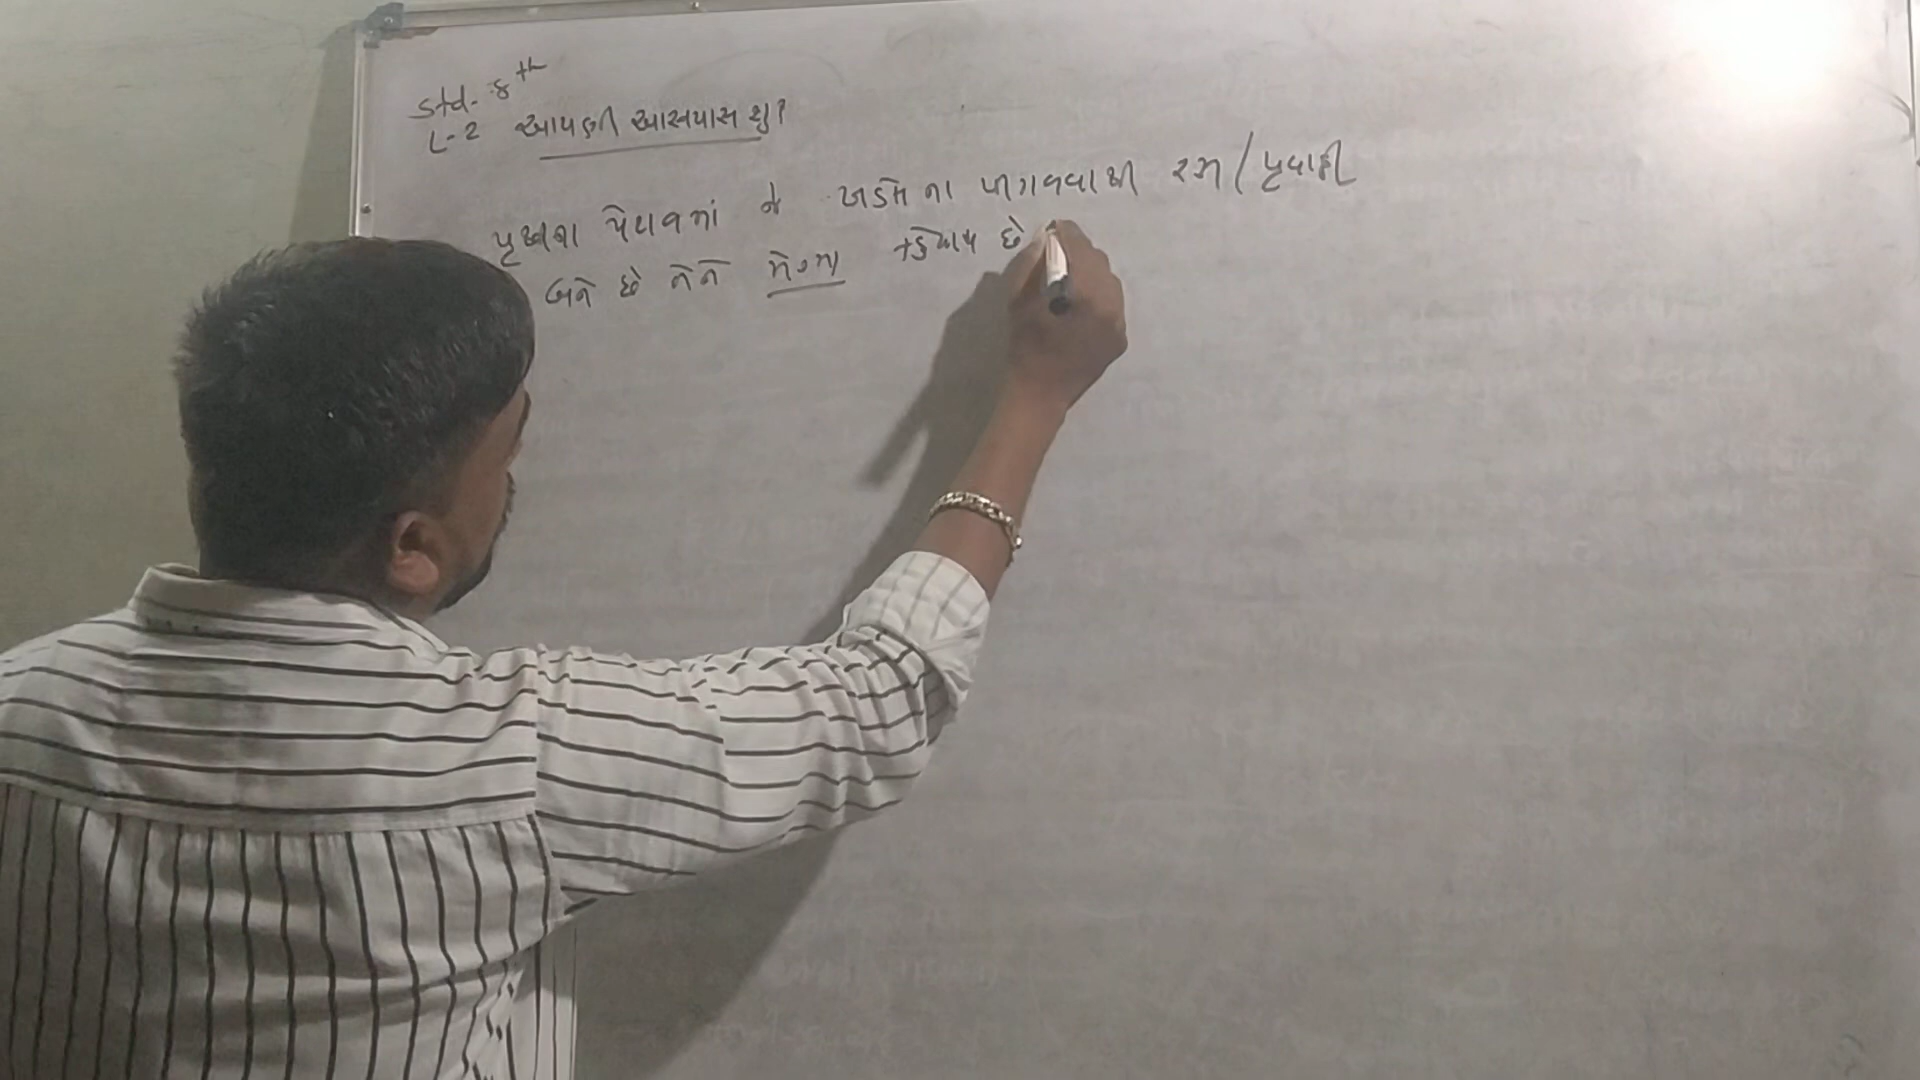 Std - 8th
L-2 આપણી આસપાસ શું?
પૃથ્વીના પેટાળમાં જે ખડકોના પીગળવાથી રસ / પ્રવાહી
બને છે તેને મેગ્મા કહેવાય છે